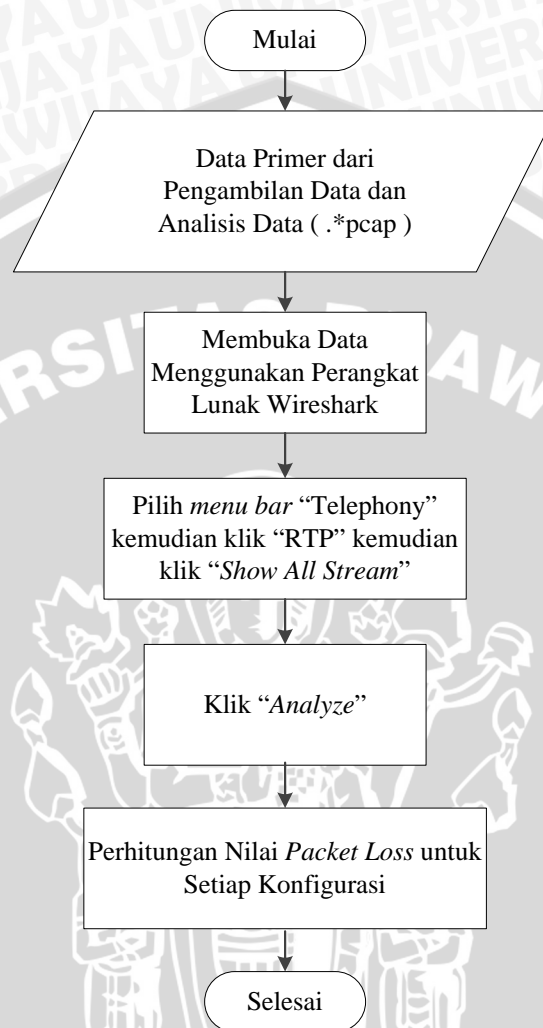 Mulai
Data Primer dari
Pengambilan Data dan
Analisis Data ( .*pcap )
Membuka Data
Menggunakan Perangkat
Lunak Wireshark
Pilih menu bar “Telephony”
kemudian klik “RTP” kemudian
klik “Show All Stream”
Klik “Analyze”
Perhitungan Nilai Packet Loss untuk
Setiap Konfigurasi
Selesai